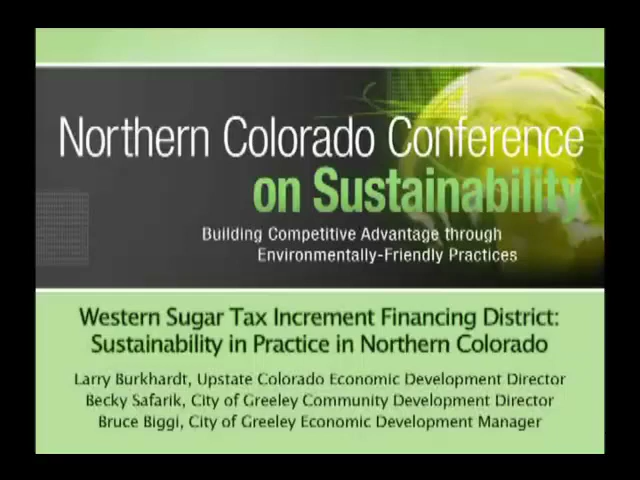 Northern Colorado Conference
on Sustainability
Building Competitive Advantage through
Environmentally-Friendly Practices
Western Sugar Tax Increment Financing District:
Sustainability in Practice in Northern Colorado
Larry Burkhardt, Upstate Colorado Economic Development Director
Becky Safarik, City of Greeley Community Development Director
Bruce Biggi, City of Greeley Economic Development Manager